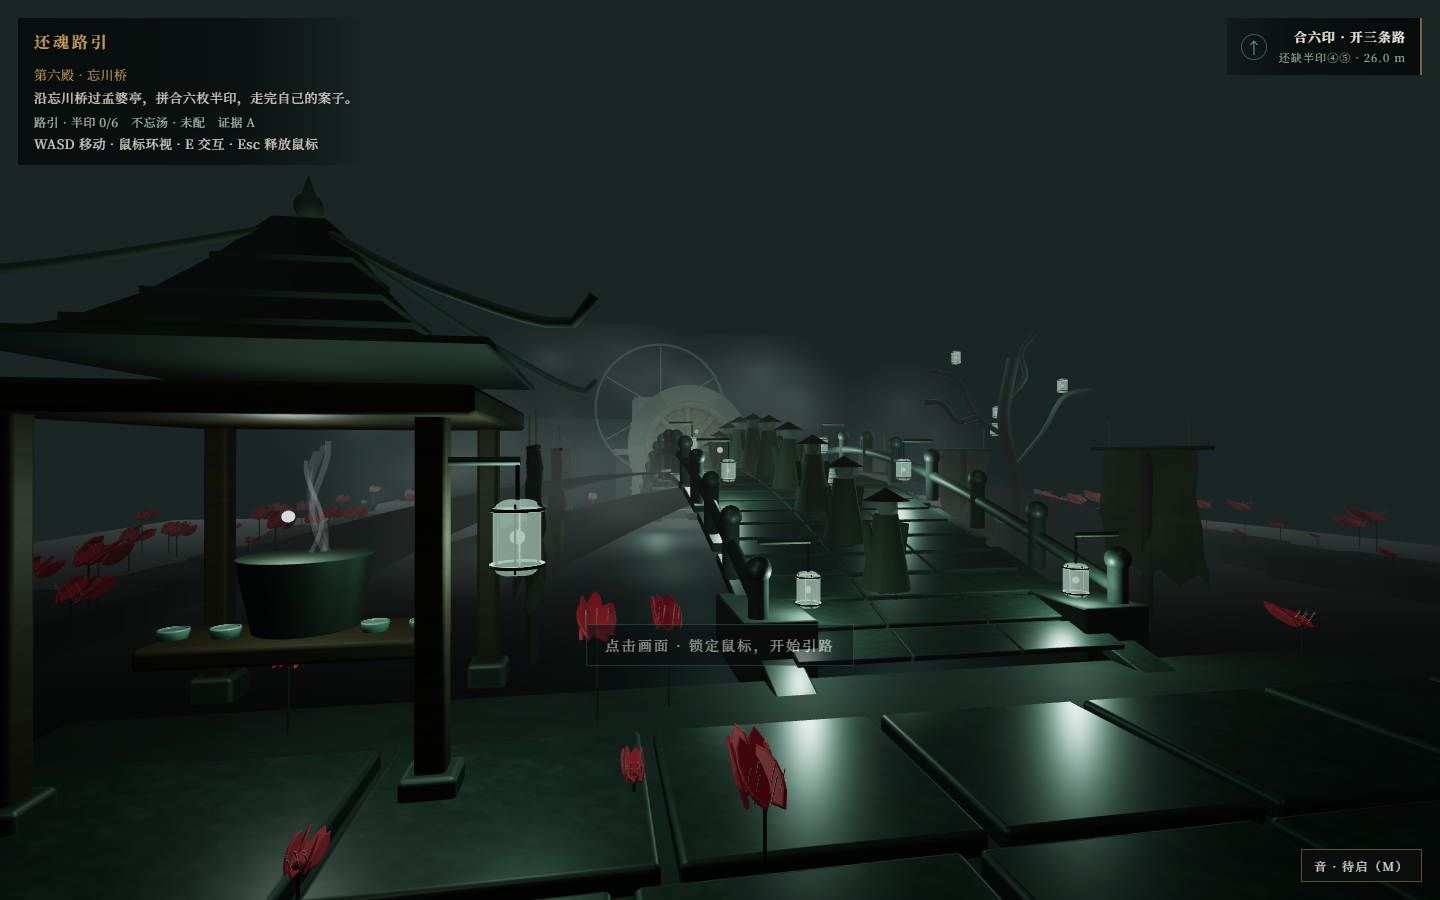 还魂路引
第六殿 · 忘川桥
沿忘川桥过孟婆亭，拼合六枚半印，走完自己的案子。
路引 · 半印 0/6 不忘汤 · 未配 证据 A
WASD 移动 · 鼠标环视 · E 交互 · Esc 释放鼠标
合六印 · 开三条路
还缺半印④⑤ · 26.0 m
点击画面 · 锁定鼠标，开始引路
音 · 待启（M）